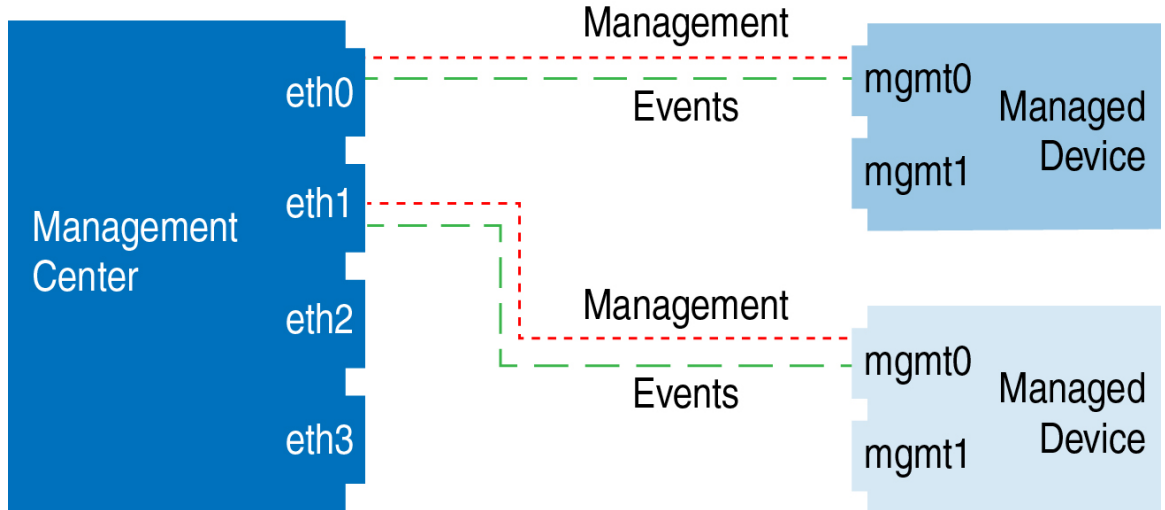 Management
Center
eth0
eth1
eth2
eth3
Management
Events
mgmt0
mgmt1
Managed
Device
Management
Events
mgmt0
mgmt1
Managed
Device